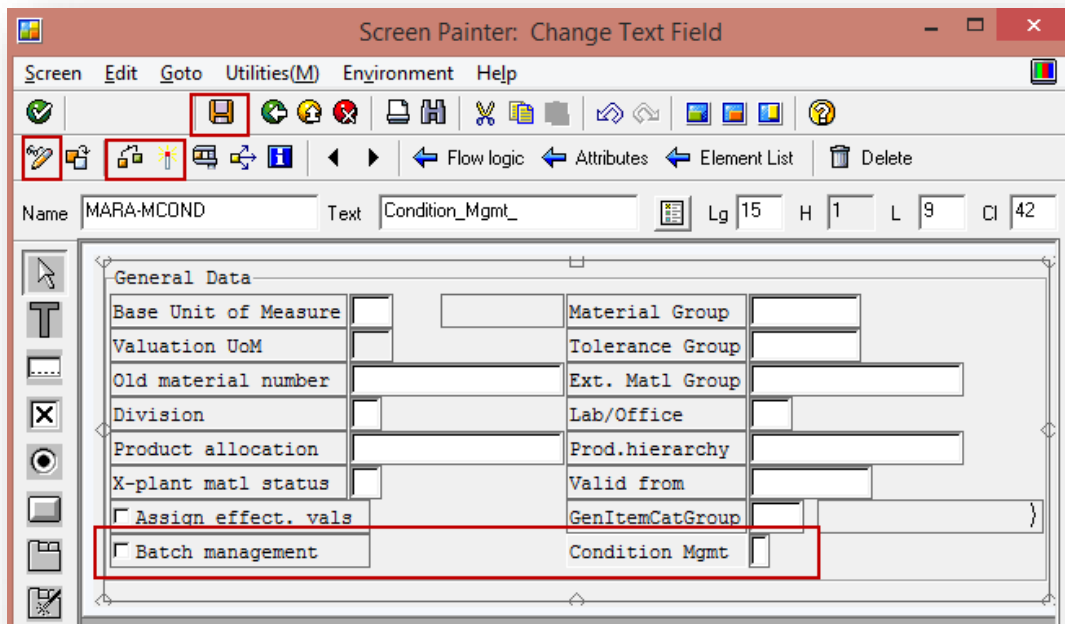 Screen Painter: Change Text Field
Screen Edit Goto Utilities(M) Environment Help
Flow logic Attributes Element List Delete
Name MARA-MCOND Text Condition_Mgmt_ Lg 15 H 1 L 9 Cl 42
General Data
Base Unit of Measure Material Group
Valuation UoM Tolerance Group
Old material number Ext. Matl Group
Division Lab/Office
Product allocation Prod.hierarchy
X-plant matl status Valid from
Assign effect. vals GenItemCatGroup }
Batch management Condition Mgmt